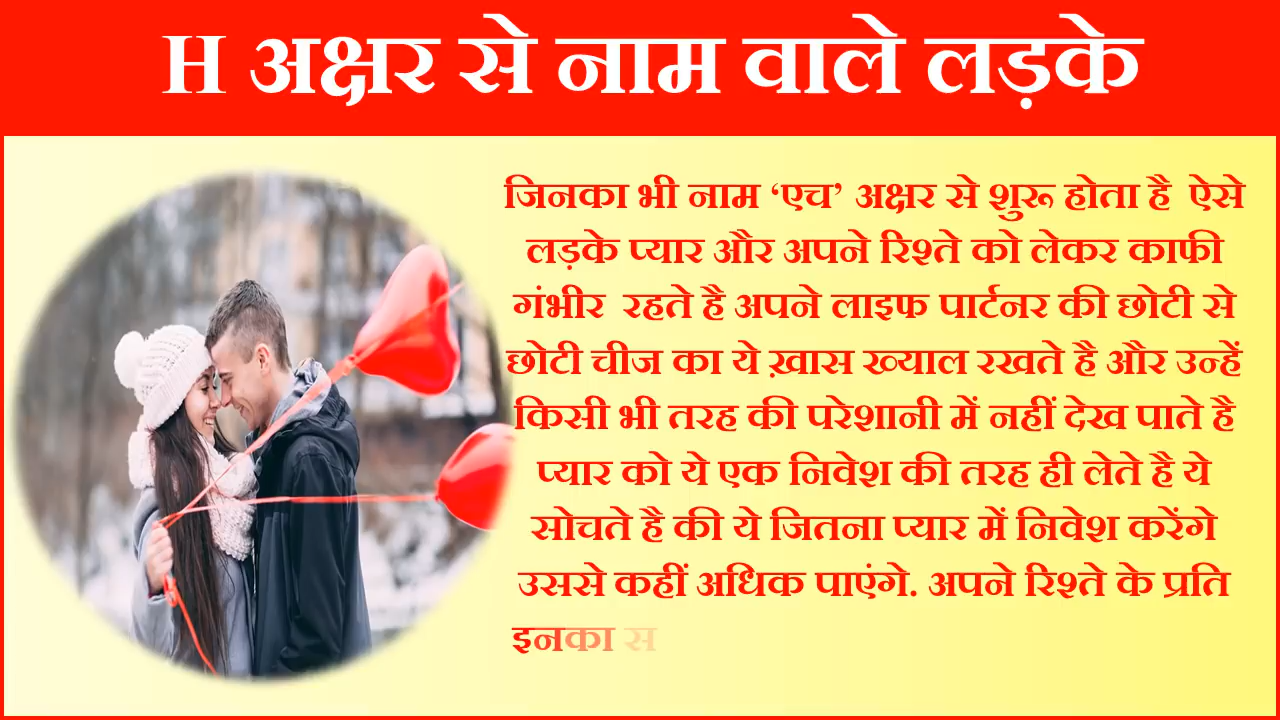 H अक्षर से नाम वाले लड़के
जिनका भी नाम ‘एच’ अक्षर से शुरू होता है ऐसे
लड़के प्यार और अपने रिश्ते को लेकर काफी
गंभीर रहते है अपने लाइफ पार्टनर की छोटी से
छोटी चीज का ये ख़ास ख्याल रखते है और उन्हें
किसी भी तरह की परेशानी में नहीं देख पाते है
प्यार को ये एक निवेश की तरह ही लेते है ये
सोचते है की ये जितना प्यार में निवेश करेंगे
उससे कहीं अधिक पाएंगे. अपने रिश्ते के प्रति
इनका स